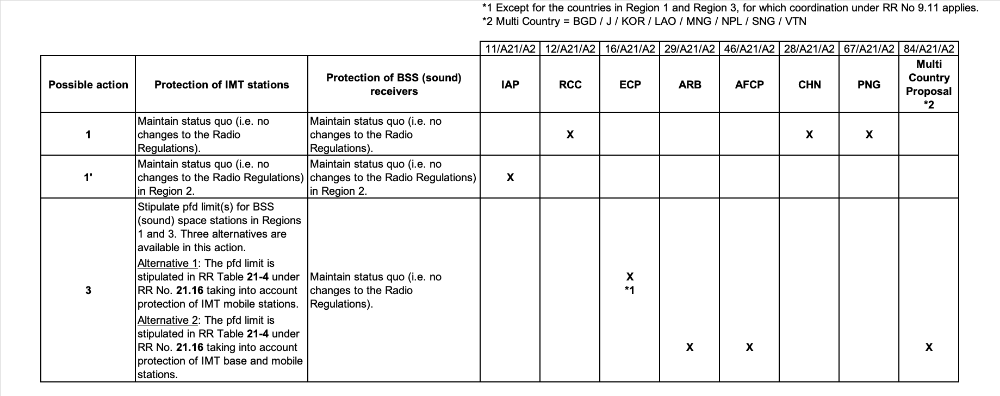 *1 Except for the countries in Region 1 and Region 3, for which coordination under RR No 9.11 applies.
*2 Multi Country = BGD / J / KOR / LAO / MNG / NPL / SNG / VTN
11/A21/A2 12/A21/A2 16/A21/A2 29/A21/A2 46/A21/A2 28/A21/A2 67/A21/A2 84/A21/A2
Possible action
Protection of IMT stations
Protection of BSS (sound)
receivers
IAP
RCC
ECP
ARB
AFCP
CHN
PNG
Multi
Country
Proposal
*2
1
Maintain status quo (i.e. no
changes to the Radio
Regulations).
Maintain status quo (i.e. no
changes to the Radio
Regulations).
X
X
X
1'
Maintain status quo (i.e. no
changes to the Radio Regulations)
in Region 2.
Maintain status quo (i.e. no
changes to the Radio Regulations)
in Region 2.
X
3
Stipulate pfd limit(s) for BSS
(sound) space stations in Regions
1 and 3. Three alternatives are
available in this action.
Alternative 1: The pfd limit is
stipulated in RR Table 21-4 under
RR No. 21.16 taking into account
protection of IMT mobile stations.
Alternative 2: The pfd limit is
stipulated in RR Table 21-4 under
RR No. 21.16 taking into account
protection of IMT base and mobile
stations.
Maintain status quo (i.e. no
changes to the Radio
Regulations).
X
*1
X
X
X